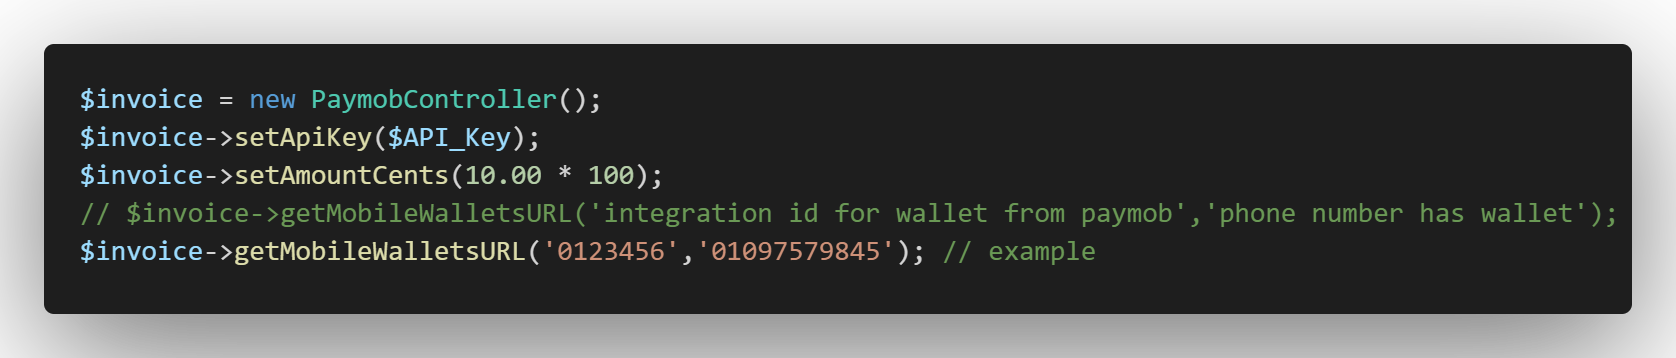 $invoice = new PaymobController();
$invoice->setApiKey($API_Key);
$invoice->setAmountCents(10.00 * 100);
// $invoice->getMobileWalletsURL('integration id for wallet from paymob','phone number has wallet');
$invoice->getMobileWalletsURL('0123456','01097579845'); // example